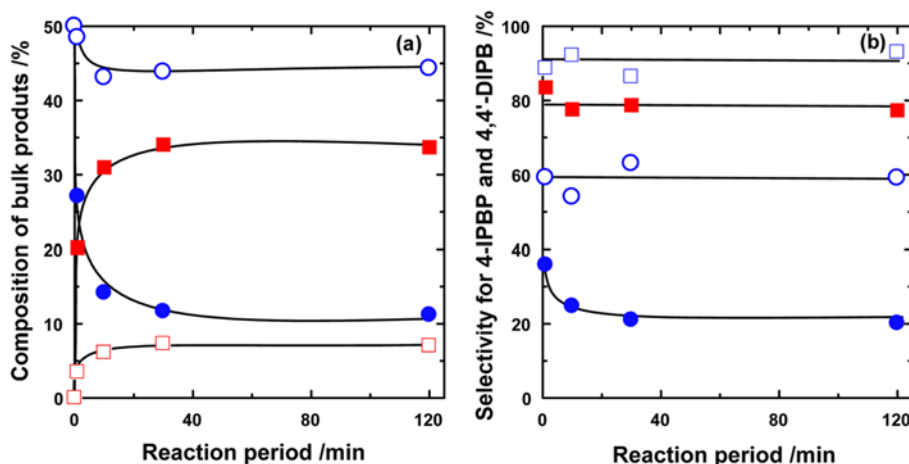 (a)
Composition of bulk produts /%
50
40
30
20
10
0
0 40 80 120
Reaction period /min
(b)
Selectivity for 4-IPBP and 4,4'-DIPB /%
100
80
60
40
20
0
0 40 80 120
Reaction period /min